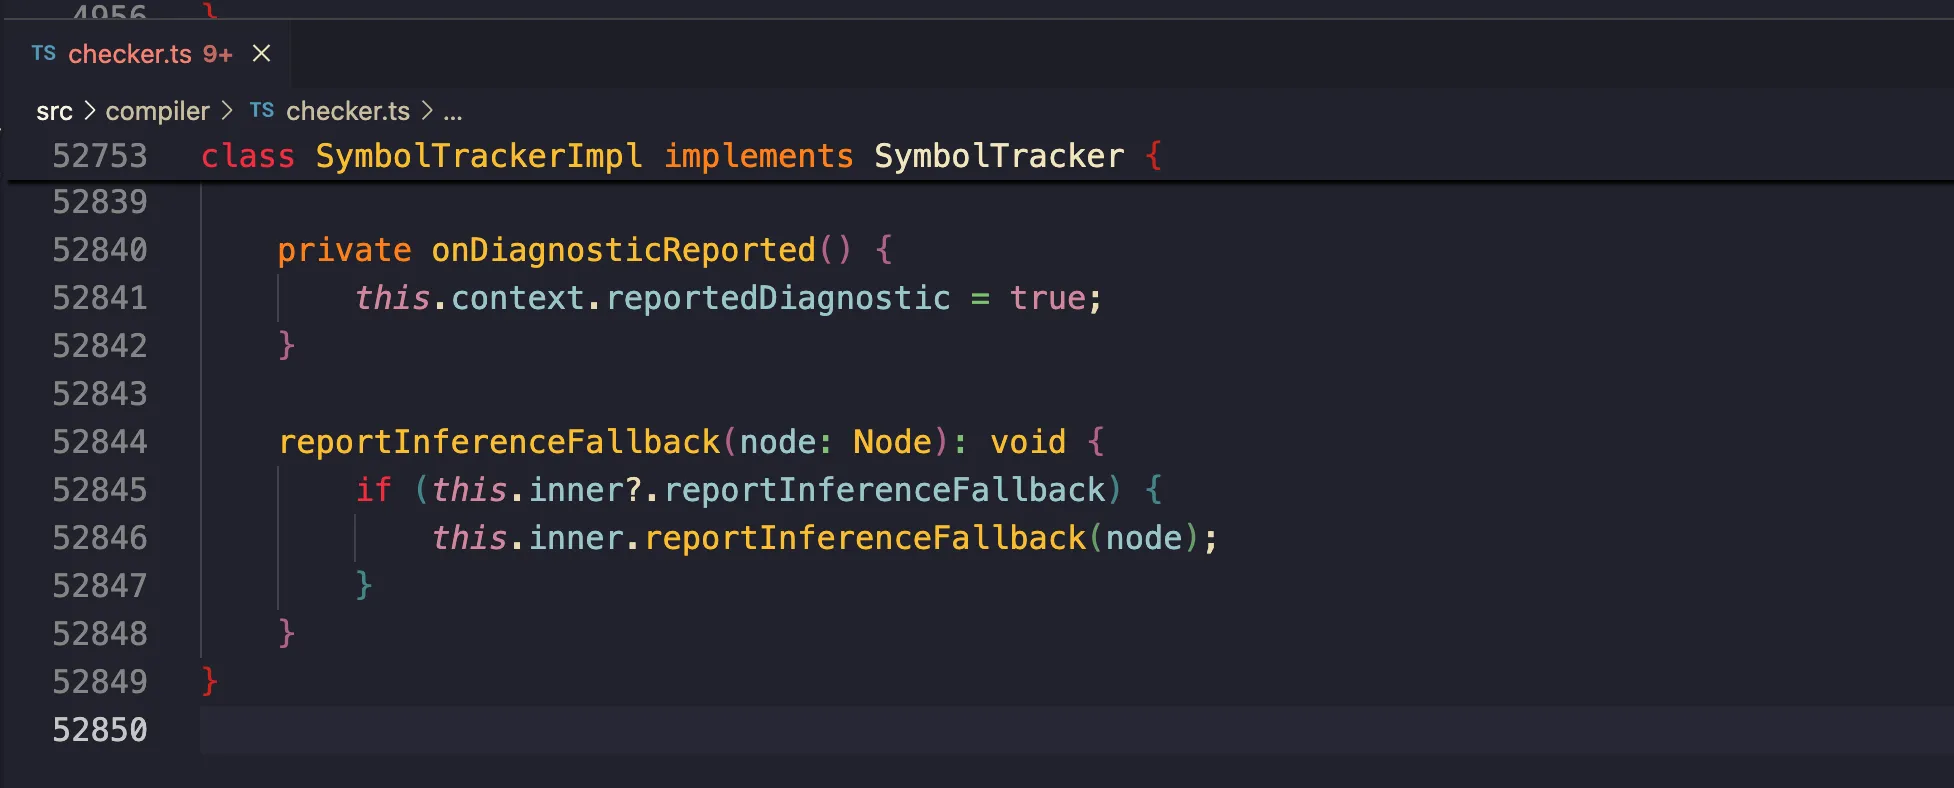 4956 }
TS checker.ts 9+ ×
src > compiler > TS checker.ts > ...
52753 class SymbolTrackerImpl implements SymbolTracker {
52839
52840     private onDiagnosticReported() {
52841         this.context.reportedDiagnostic = true;
52842     }
52843
52844     reportInferenceFallback(node: Node): void {
52845         if (this.inner?.reportInferenceFallback) {
52846             this.inner.reportInferenceFallback(node);
52847         }
52848     }
52849 }
52850